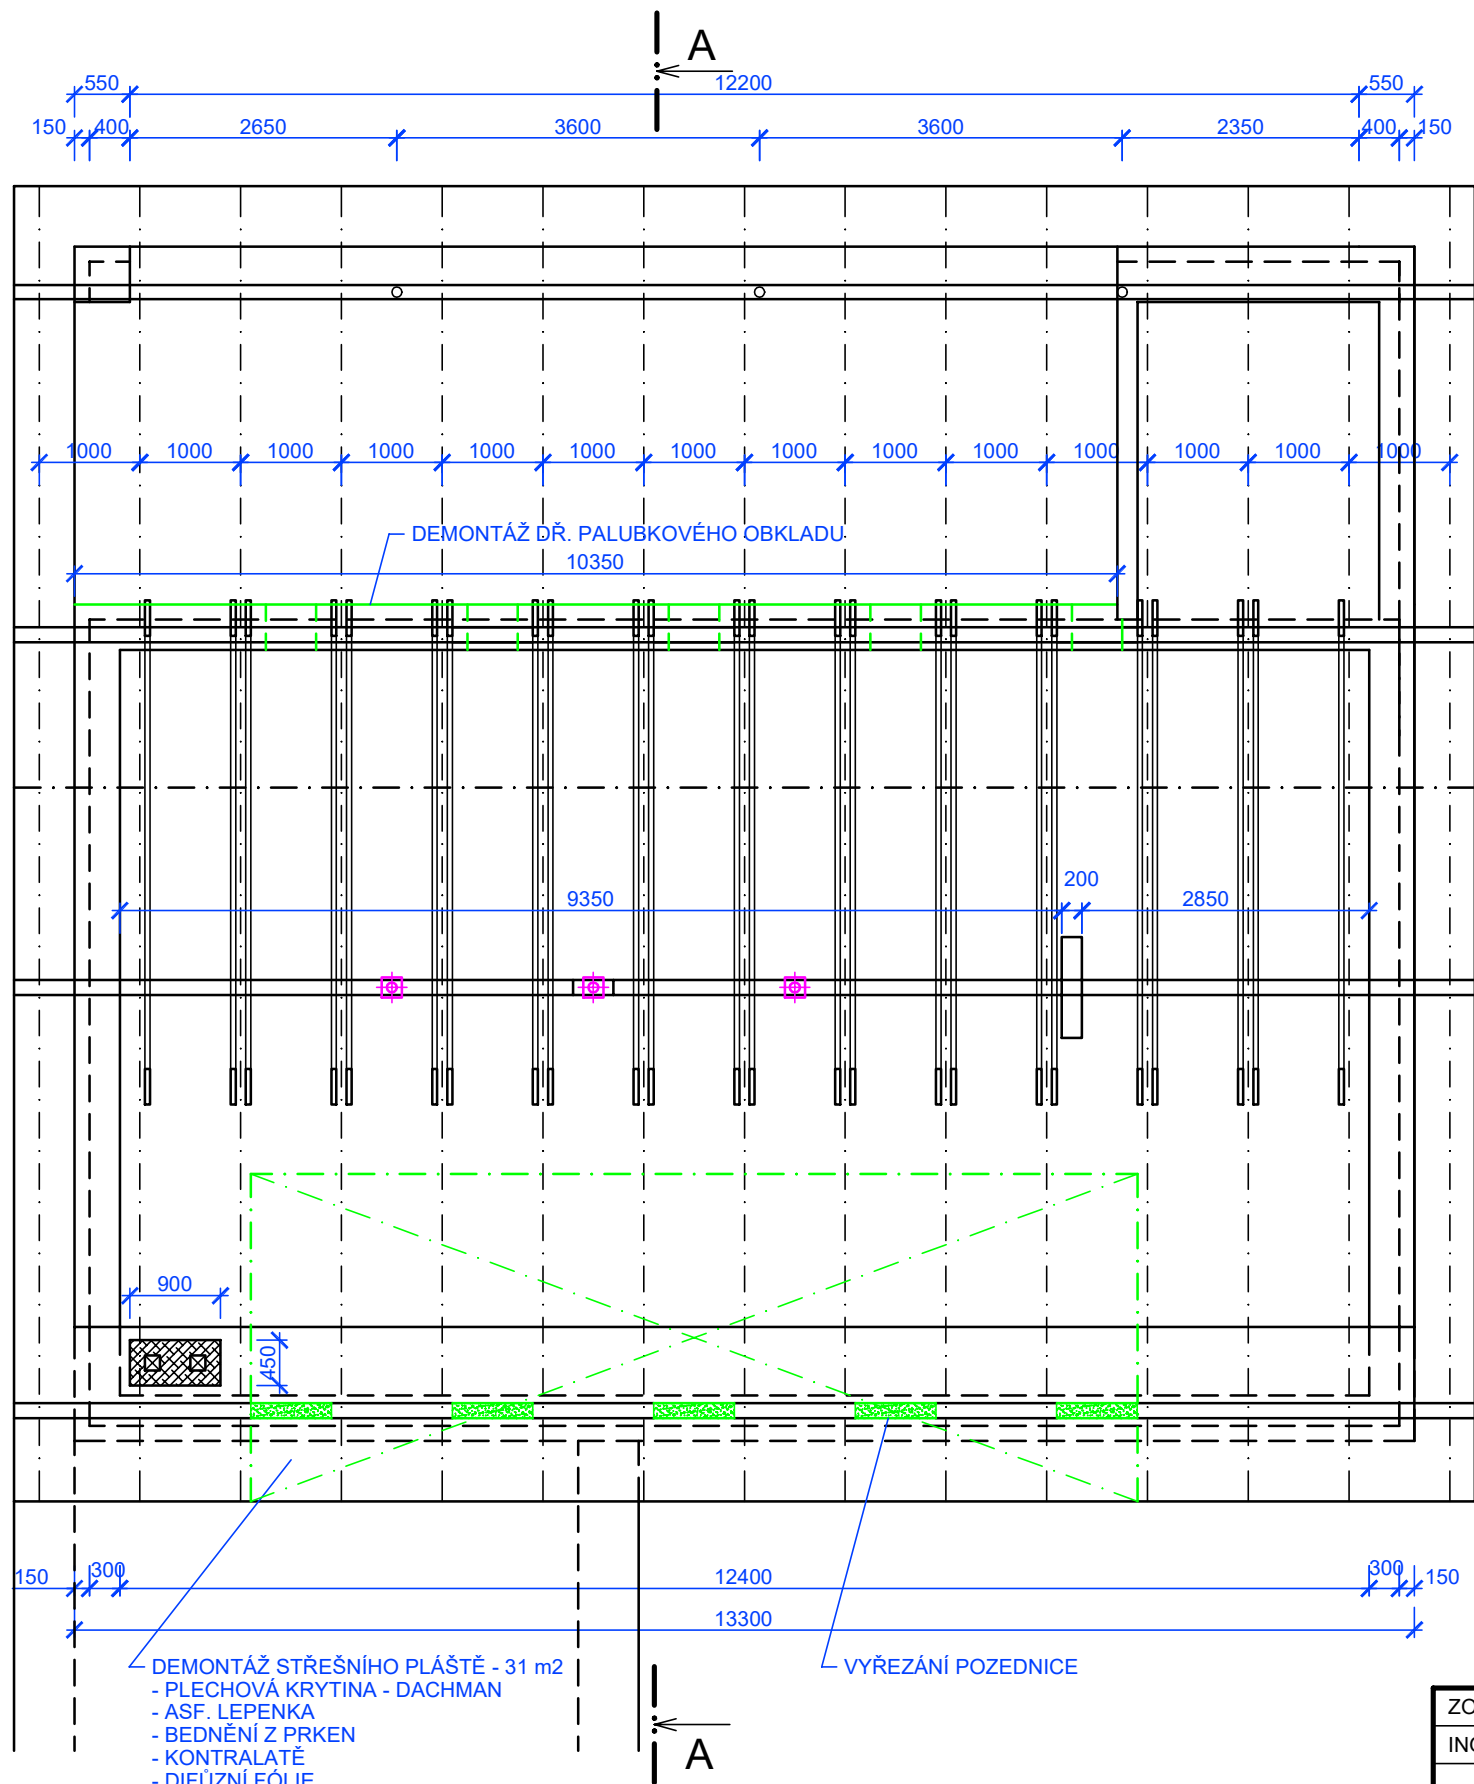 A
550 12200 550
150 400 2650 3600 3600 2350 400 150
1000 1000 1000 1000 1000 1000 1000 1000 1000 1000 1000 1000 1000 1000
DEMONTÁŽ DŘ. PALUBKOVÉHO OBKLADU
10350
200
9350 2850
900
450
150 300 12400 300 150
13300
DEMONTÁŽ STŘEŠNÍHO PLÁŠTĚ - 31 m2
- PLECHOVÁ KRYTINA - DACHMAN
- ASF. LEPENKA
- BEDNĚNÍ Z PRKEN
- KONTRALATĚ
- DIFŮZNÍ FÓLIE
VYŘEZÁNÍ POZEDNICE
A